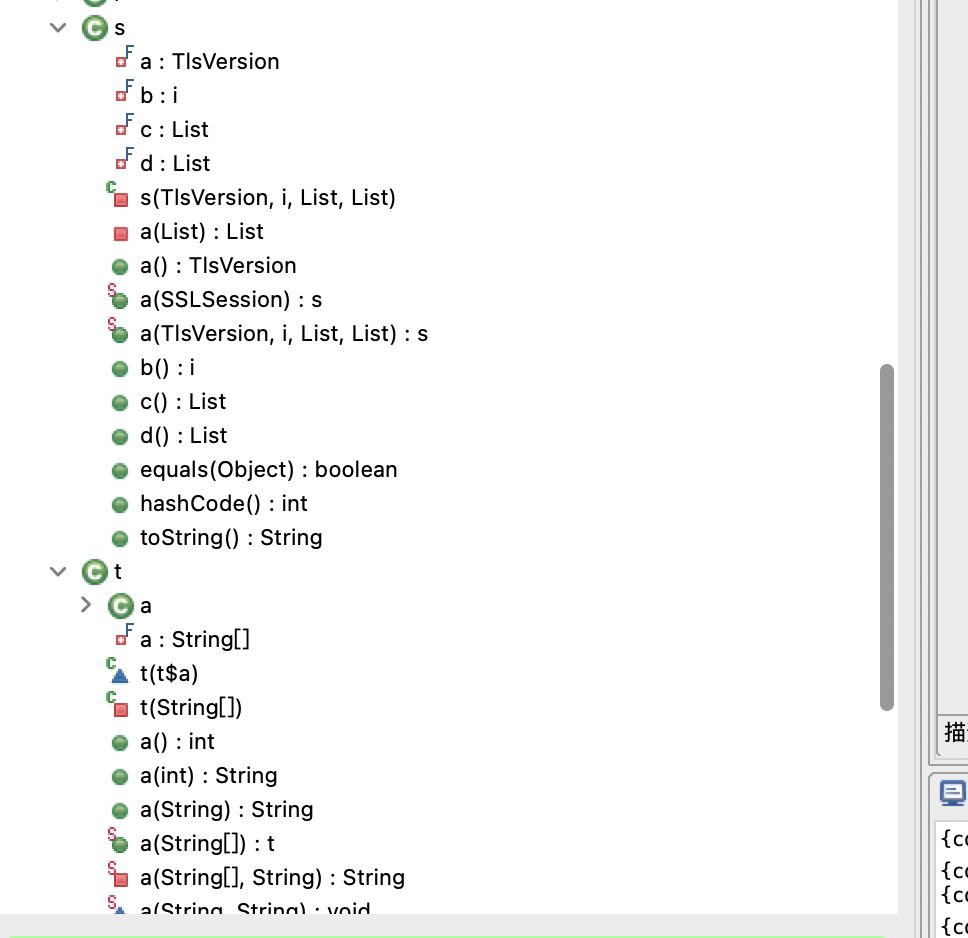 s
a : TlsVersion
b : i
c : List
d : List
s(TlsVersion, i, List, List)
a(List) : List
a() : TlsVersion
a(SSLSession) : s
a(TlsVersion, i, List, List) : s
b() : i
c() : List
d() : List
equals(Object) : boolean
hashCode() : int
toString() : String
t
a
a : String[]
t(t$a)
t(String[])
a() : int
a(int) : String
a(String) : String
a(String[]) : t
a(String[], String) : String
a(String, String) : void
描
{co
{co
{co
{co